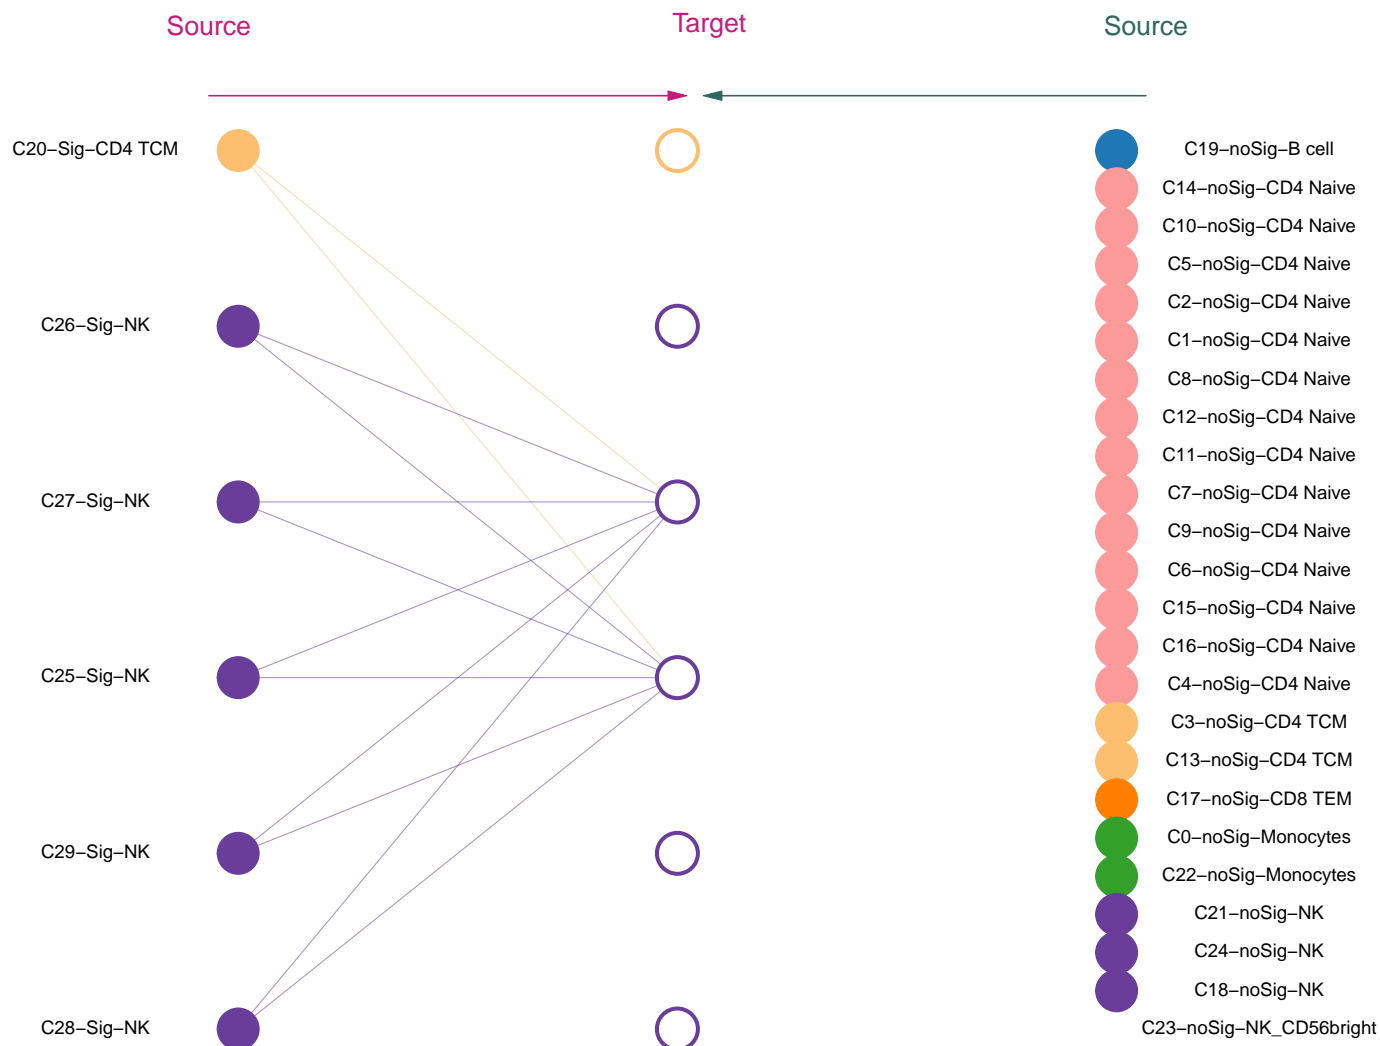 Source
Target
Source
C20−Sig−CD4 TCM
C26−Sig−NK
C27−Sig−NK
C25−Sig−NK
C29−Sig−NK
C28−Sig−NK
C19−noSig−B cell
C14−noSig−CD4 Naive
C10−noSig−CD4 Naive
C5−noSig−CD4 Naive
C2−noSig−CD4 Naive
C1−noSig−CD4 Naive
C8−noSig−CD4 Naive
C12−noSig−CD4 Naive
C11−noSig−CD4 Naive
C7−noSig−CD4 Naive
C9−noSig−CD4 Naive
C6−noSig−CD4 Naive
C15−noSig−CD4 Naive
C16−noSig−CD4 Naive
C4−noSig−CD4 Naive
C3−noSig−CD4 TCM
C13−noSig−CD4 TCM
C17−noSig−CD8 TEM
C0−noSig−Monocytes
C22−noSig−Monocytes
C21−noSig−NK
C24−noSig−NK
C18−noSig−NK
C23−noSig−NK_CD56bright